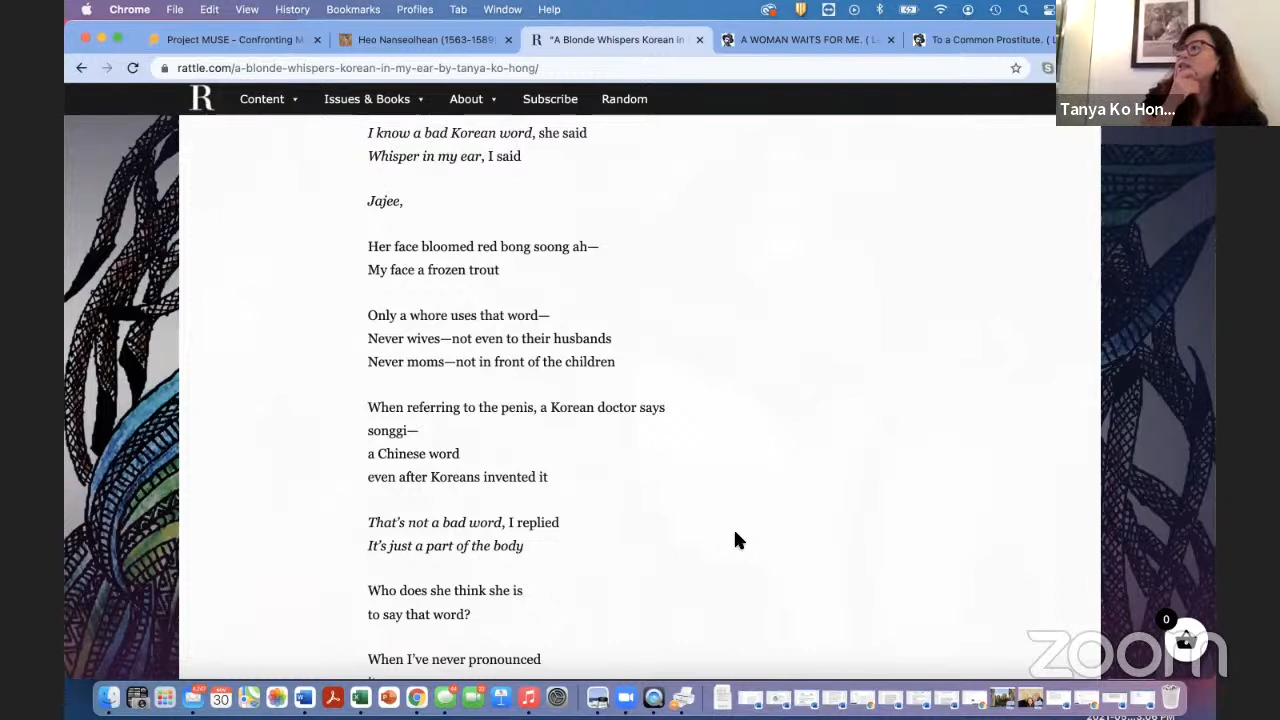 Chrome File Edit View History Bookmarks Profiles Tab Window Help
Project MUSE - Confronting M
Heo Nanseolhean (1563-1589)
"A Blonde Whispers Korean in
A WOMAN WAITS FOR ME. ( Le
To a Common Prostitute. ( L
rattle.com/a-blonde-whispers-korean-in-my-ear-by-tanya-ko-hong/
Tanya Ko Hon...
R Content Issues & Books About Subscribe Random
I know a bad Korean word, she said
Whisper in my ear, I said
Jajee,
Her face bloomed red bong soong ah—
My face a frozen trout
Only a whore uses that word—
Never wives—not even to their husbands
Never moms—not in front of the children
When referring to the penis, a Korean doctor says
songgi—
a Chinese word
even after Koreans invented it
That's not a bad word, I replied
It's just a part of the body
Who does she think she is
to say that word?
When I've never pronounced
0
zoom